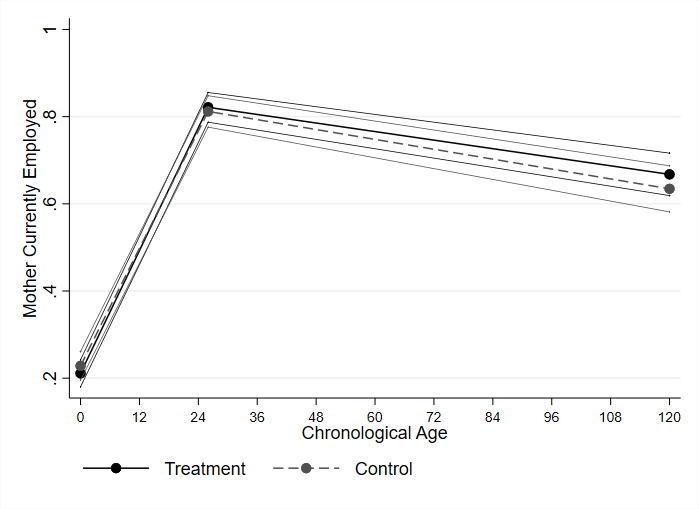 1
.8
.6
.4
.2
Mother Currently Employed
0 12 24 36 48 60 72 84 96 108 120
Chronological Age
Treatment Control